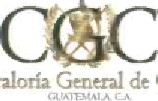 CGC
raloría General de
GUATEMALA, C.A.